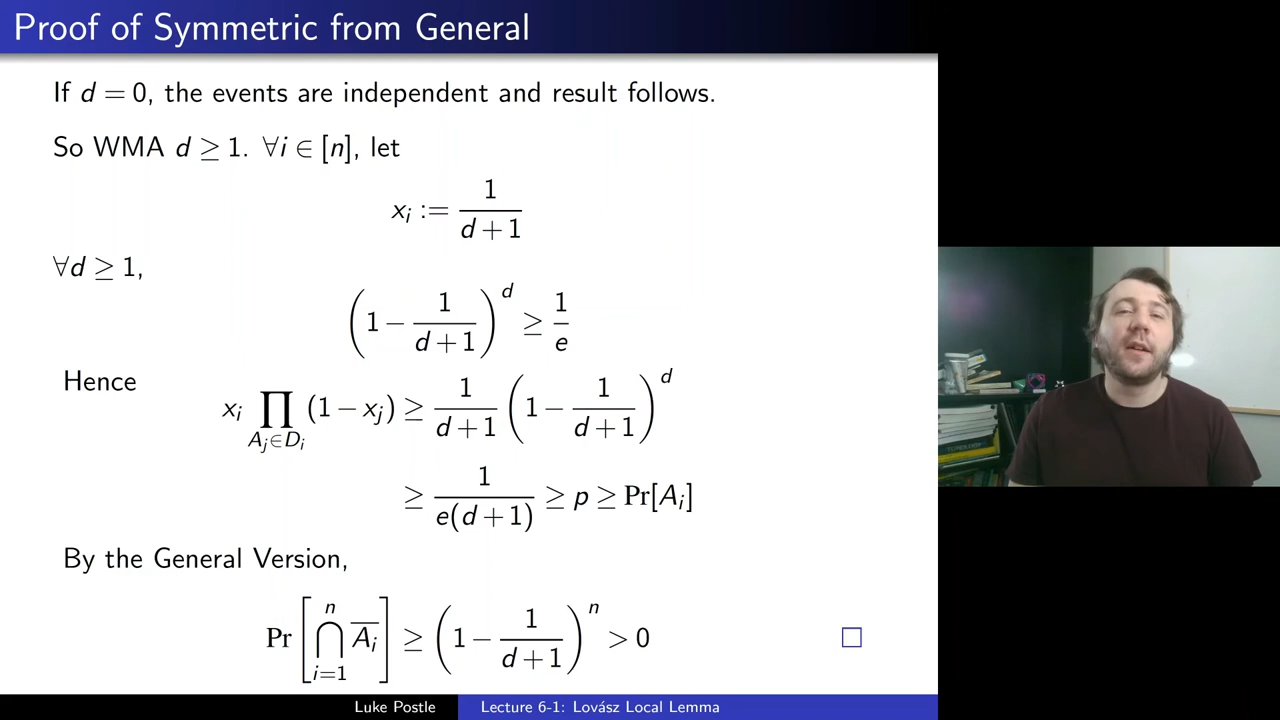 Proof of Symmetric from General
If d = 0, the events are independent and result follows.
So WMA d ≥ 1. ∀i ∈ [n], let
x_i := 1/(d + 1)
∀d ≥ 1,
(1 − 1/(d + 1))^d ≥ 1/e
Hence
x_i ∏_{A_j∈D_i} (1 − x_j) ≥ 1/(d + 1) (1 − 1/(d + 1))^d
≥ 1/(e(d + 1)) ≥ p ≥ Pr[A_i]
By the General Version,
Pr [⋂_{i=1}^{n} \overline{A_i}] ≥ (1 − 1/(d + 1))^n > 0 □
Luke Postle Lecture 6-1: Lovász Local Lemma